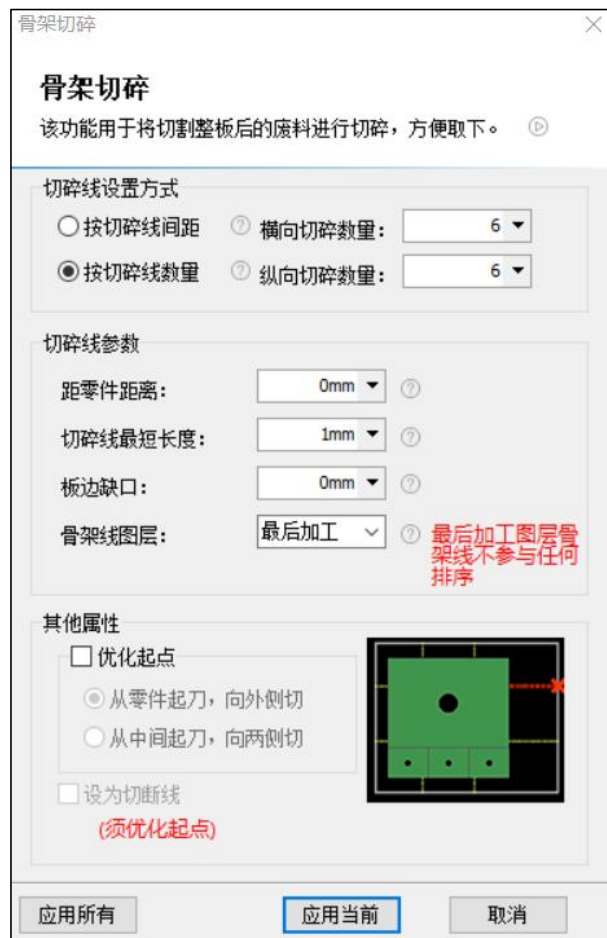 骨架切碎
骨架切碎
该功能用于将切割整板后的废料进行切碎，方便取下。
切碎线设置方式
按切碎线间距 ? 横向切碎数量： 6
按切碎线数量 ? 纵向切碎数量： 6
切碎线参数
距零件距离： 0mm ?
切碎线最短长度： 1mm ?
板边缺口： 0mm ?
骨架线图层： 最后加工 ?
最后加工图层骨
架线不参与任何
排序
其他属性
优化起点
从零件起刀，向外侧切
从中间起刀，向两侧切
设为切断线
(须优化起点)
应用所有 应用当前 取消